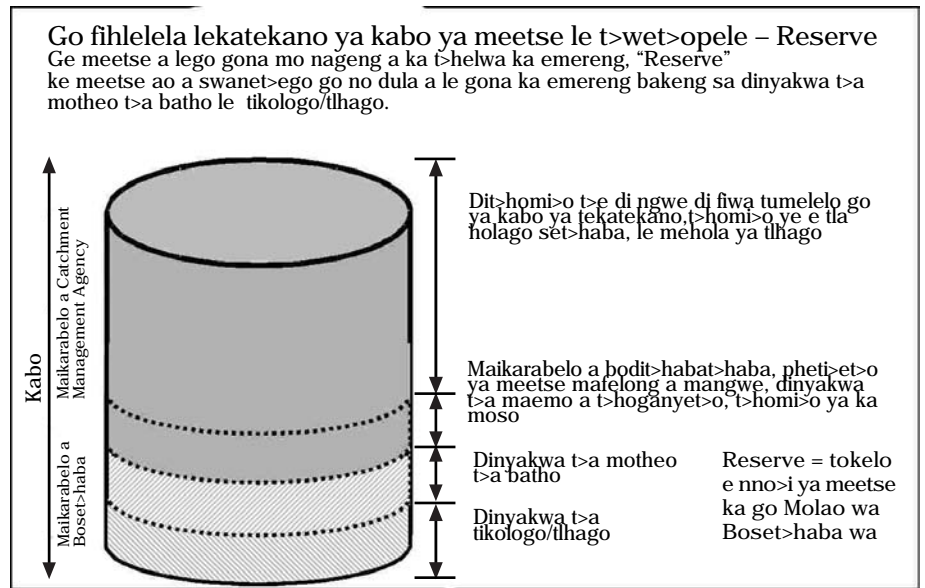 Go fihlelela lekatekano ya kabo ya meetse le t>wet>opele – Reserve
Ge meetse a lego gona mo nageng a ka t>helwa ka emereng, “Reserve”
ke meetse ao a swanet>ego go no dula a le gona ka emereng bakeng sa dinyakwa t>a
motheo t>a batho le tikologo/tlhago.
Kabo
Maikarabelo a Catchment
Management Agency
Maikarabelo a
Boset>haba
Dit>homi>o t>e di ngwe di fiwa tumelelo go
ya kabo ya tekatekano,t>homi>o ye e tla
holago set>haba, le mehola ya tlhago
Maikarabelo a bodit>habat>haba, pheti>et>o
ya meetse mafelong a mangwe, dinyakwa
t>a maemo a t>hoganyet>o, t>homi>o ya ka
moso
Dinyakwa t>a motheo
t>a batho
Dinyakwa t>a
tikologo/tlhago
Reserve = tokelo
e nno>i ya meetse
ka go Molao wa
Boset>haba wa